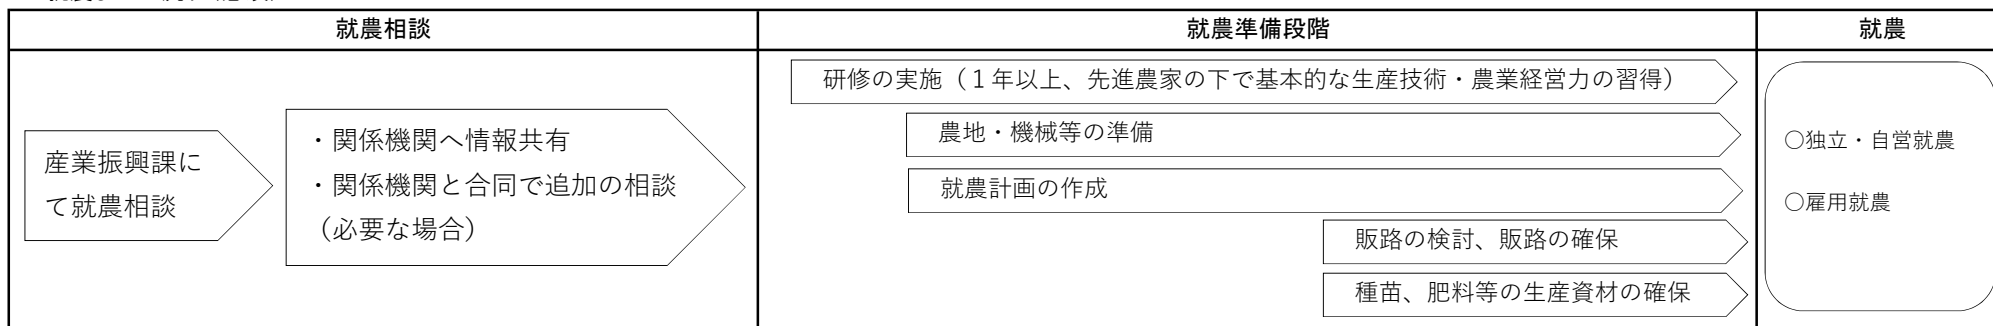 就農相談
就農準備段階
就農
産業振興課に
て就農相談
・関係機関へ情報共有
・関係機関と合同で追加の相談
（必要な場合）
研修の実施（１年以上、先進農家の下で基本的な生産技術・農業経営力の習得）
農地・機械等の準備
就農計画の作成
販路の検討、販路の確保
種苗、肥料等の生産資材の確保
○独立・自営就農
○雇用就農